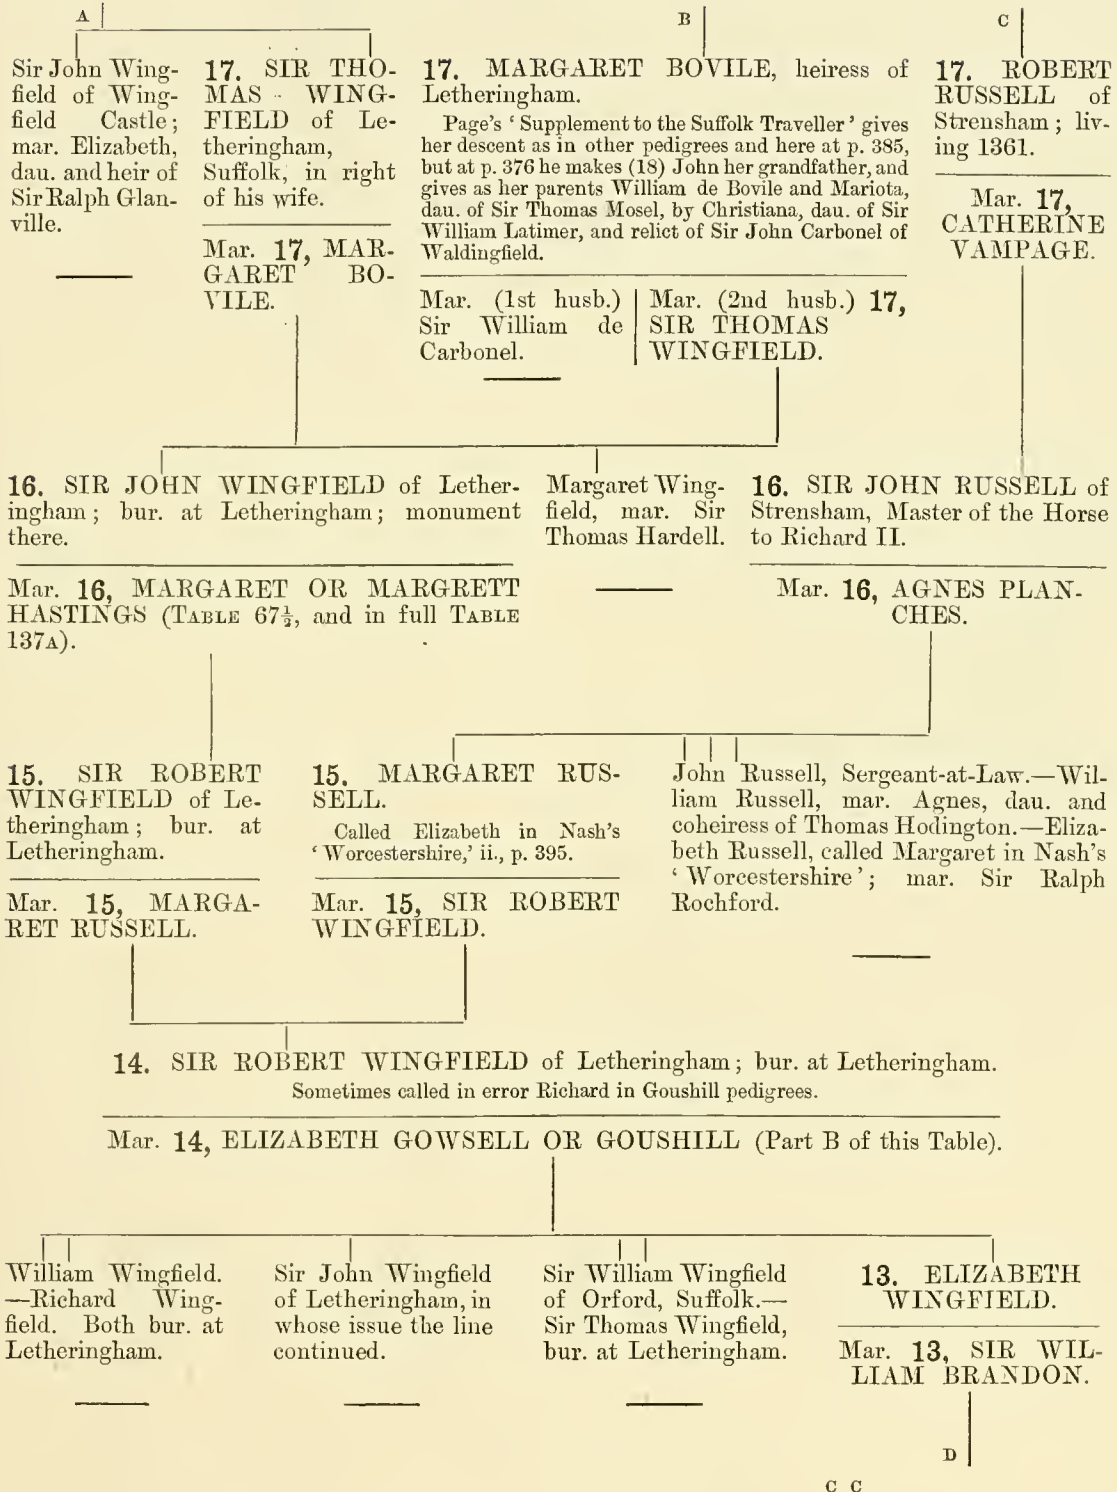 A
B
C
Sir John Wing-
field of Wing-
field Castle;
mar. Elizabeth,
dau. and heir of
Sir Ralph Glan-
ville.
17. SIR THO-
MAS WING-
FIELD of Le-
theringham,
Suffolk, in right
of his wife.
Mar. 17, MAR-
GARET BO-
VILE.
17. MARGARET BOVILE, heiress of
Letheringham.
Page's ‘Supplement to the Suffolk Traveller’ gives
her descent as in other pedigrees and here at p. 385,
but at p. 376 he makes (18) John her grandfather, and
gives as her parents William de Bovile and Mariota,
dau. of Sir Thomas Mosel, by Christiana, dau. of Sir
William Latimer, and relict of Sir John Carbonel of
Waldingfield.
Mar. (1st husb.)
Sir William de
Carbonel.
Mar. (2nd husb.) 17,
SIR THOMAS
WINGFIELD.
17. ROBERT
RUSSELL of
Strensham; liv-
ing 1361.
Mar. 17,
CATHERINE
VAMPAGE.
16. SIR JOHN WINGFIELD of Lether-
ingham; bur. at Letheringham; monument
there.
Mar. 16, MARGARET OR MARGRETT
HASTINGS (TABLE 67½, and in full TABLE
137A).
Margaret Wing-
field, mar. Sir
Thomas Hardell.
16. SIR JOHN RUSSELL of
Strensham, Master of the Horse
to Richard II.
Mar. 16, AGNES PLAN-
CHES.
15. SIR ROBERT
WINGFIELD of Le-
theringham; bur. at
Letheringham.
Mar. 15, MARGA-
RET RUSSELL.
15. MARGARET RUS-
SELL.
Called Elizabeth in Nash's
‘Worcestershire,’ ii., p. 395.
Mar. 15, SIR ROBERT
WINGFIELD.
John Russell, Sergeant-at-Law.—Wil-
liam Russell, mar. Agnes, dau. and
coheiress of Thomas Hodington.—Eliza-
beth Russell, called Margaret in Nash's
‘Worcestershire’; mar. Sir Ralph
Rochford.
14. SIR ROBERT WINGFIELD of Letheringham; bur. at Letheringham.
Sometimes called in error Richard in Goushill pedigrees.
Mar. 14, ELIZABETH GOWSELL OR GOUSHILL (Part B of this Table).
William Wingfield.
—Richard Wing-
field. Both bur. at
Letheringham.
Sir John Wingfield
of Letheringham, in
whose issue the line
continued.
Sir William Wingfield
of Orford, Suffolk.—
Sir Thomas Wingfield,
bur. at Letheringham.
13. ELIZABETH
WINGFIELD.
Mar. 13, SIR WIL-
LIAM BRANDON.
D
C C